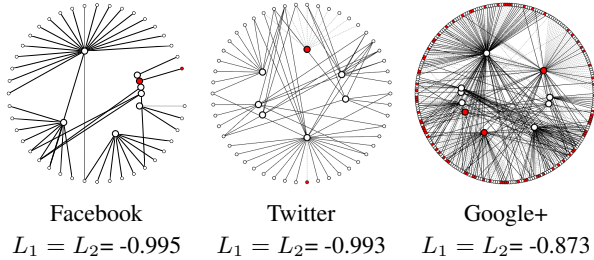 Facebook Twitter Google+
L₁ = L₂= -0.995 L₁ = L₂= -0.993 L₁ = L₂= -0.873